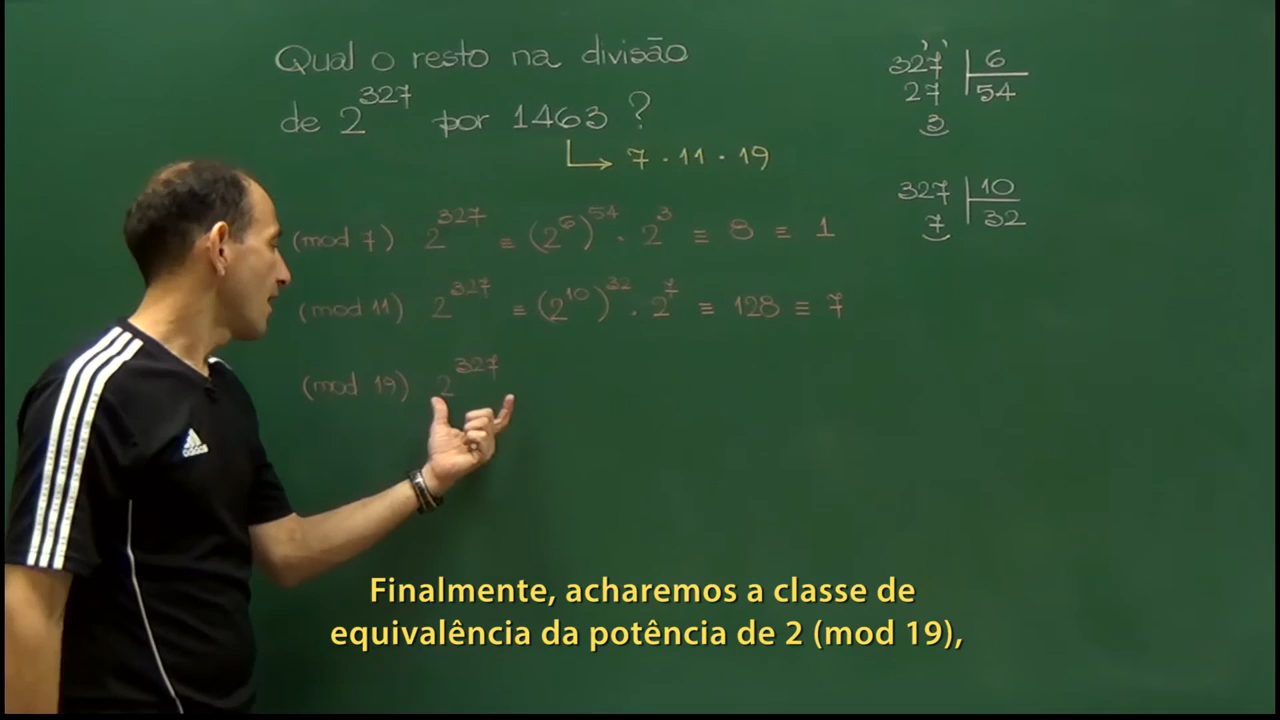 Qual o resto na divisão
de 2^327 por 1463 ?
↳ 7 · 11 · 19
(mod 7) 2^327 ≡ (2^6)^54 · 2^3 ≡ 8 ≡ 1
(mod 11) 2^327 ≡ (2^10)^32 · 2^7 ≡ 128 ≡ 7
(mod 19) 2^327
327 | 6
27 54
3
327 | 10
7 32
adidas
Finalmente, acharemos a classe de
equivalência da potência de 2 (mod 19),